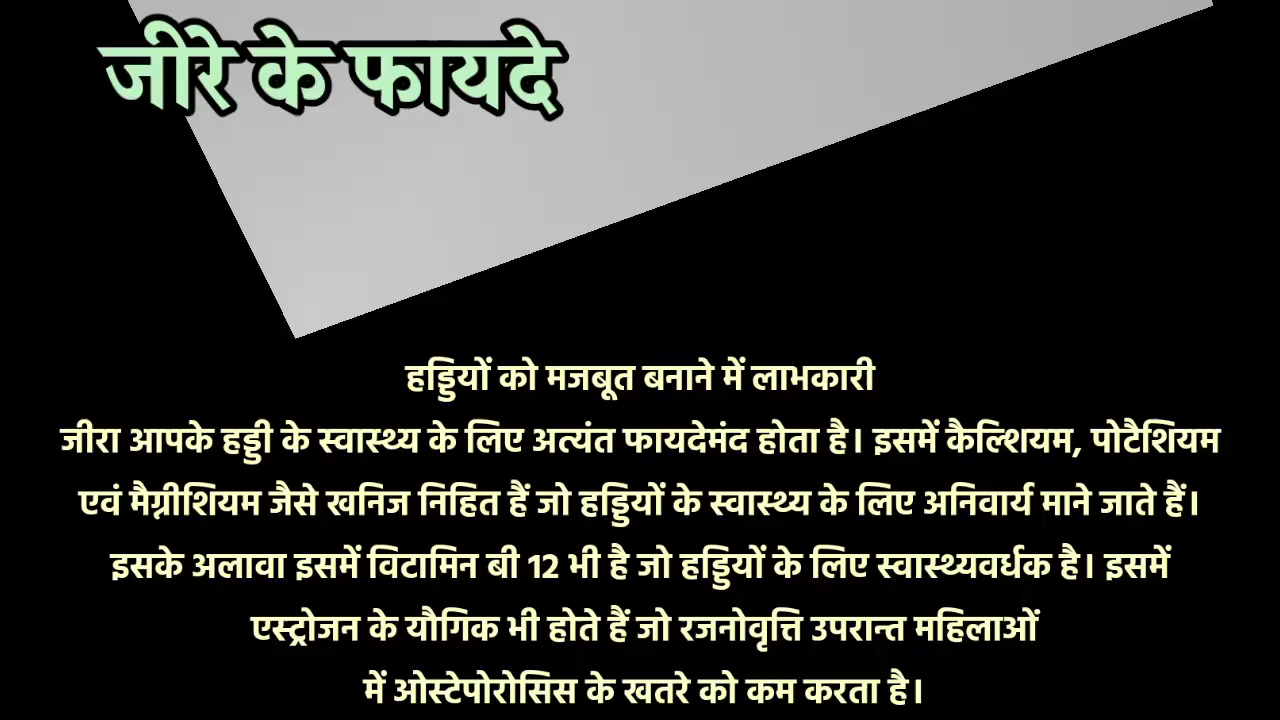 जीरे के फायदे
हड्डियों को मजबूत बनाने में लाभकारी
जीरा आपके हड्डी के स्वास्थ्य के लिए अत्यंत फायदेमंद होता है। इसमें कैल्शियम, पोटैशियम
एवं मैग्नीशियम जैसे खनिज निहित हैं जो हड्डियों के स्वास्थ्य के लिए अनिवार्य माने जाते हैं।
इसके अलावा इसमें विटामिन बी 12 भी है जो हड्डियों के लिए स्वास्थ्यवर्धक है। इसमें
एस्ट्रोजन के यौगिक भी होते हैं जो रजनोवृत्ति उपरान्त महिलाओं
में ओस्टेपोरोसिस के खतरे को कम करता है।